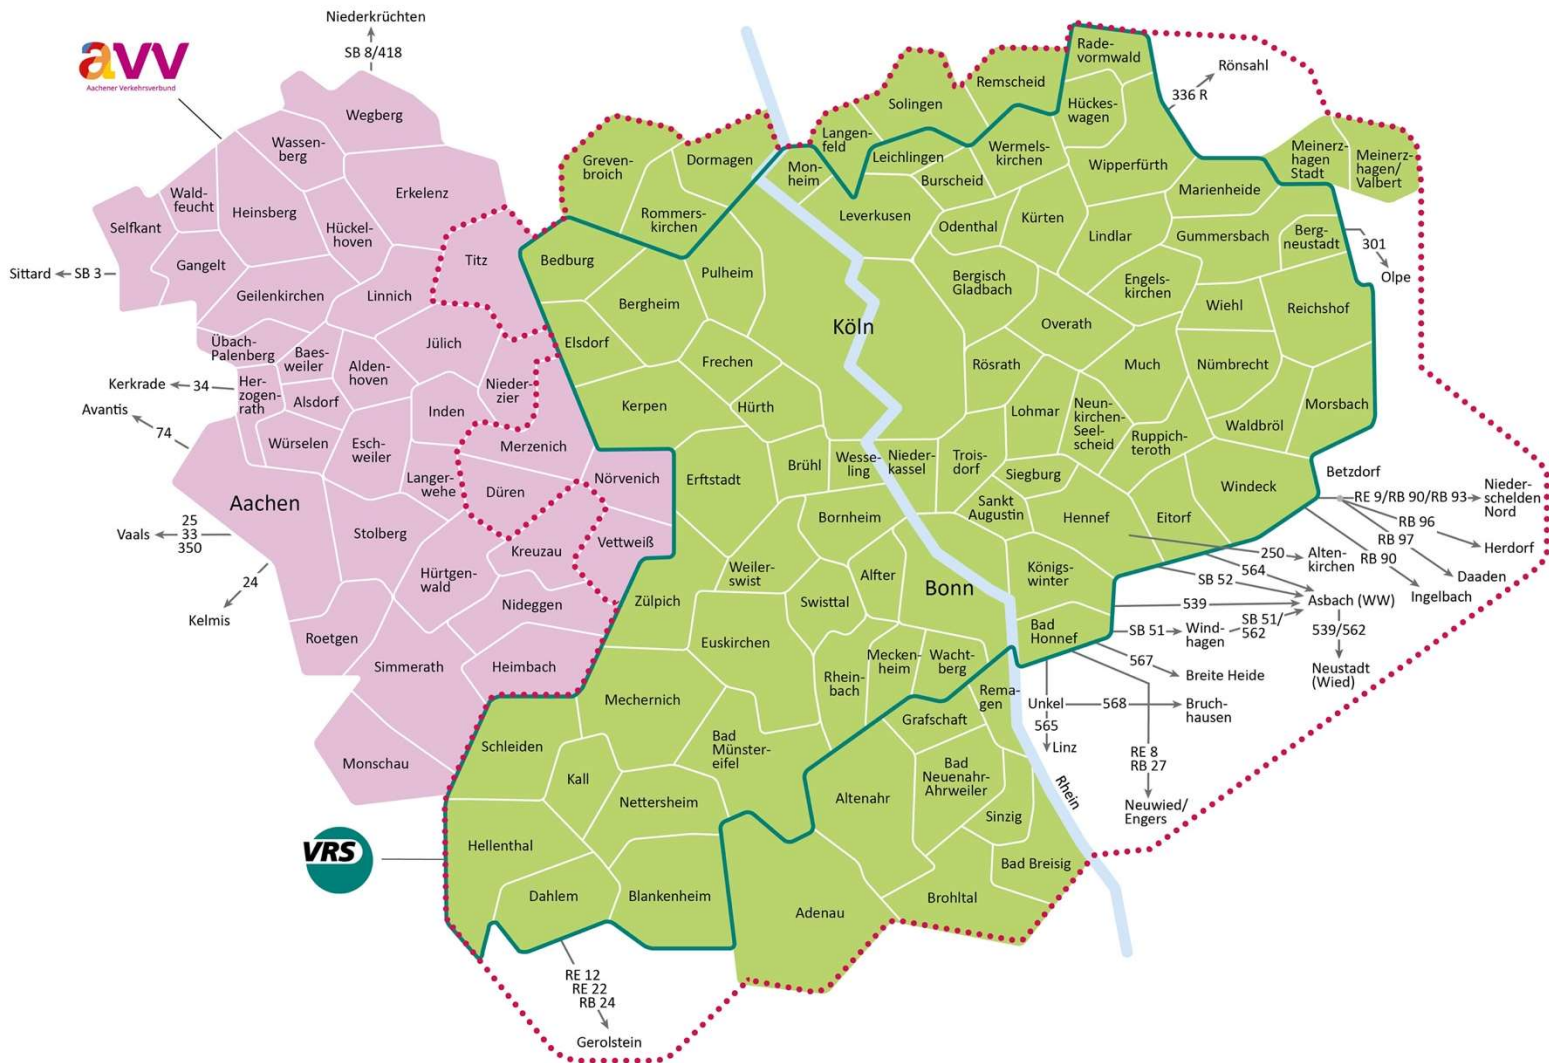 Niederkrüchten
SB 8/418
avv
Aachener Verkehrsverbund
Wegberg
Wassen-
berg
Erkelenz
Wald-
feucht
Heinsberg
Hückel-
hoven
Selfkant
Gangelt
Sittard
SB 3
Geilenkirchen
Linnich
Titz
Übach-
Palenberg
Baes-
weiler
Alden-
hoven
Jülich
Kerkrade
34
Her-
zogen-
rath
Alsdorf
Inden
Nieder-
zier
Avantis
74
Würselen
Esch-
weiler
Merzenich
Langer-
wehe
Düren
Nörvenich
Aachen
Vaals
25
33
350
Stolberg
Kreuzau
Vettweiß
24
Kelmis
Hürtgen-
wald
Nideggen
Roetgen
Simmerath
Heimbach
Monschau
VRS
Greven-
broich
Dormagen
Rommers-
kirchen
Mon-
heim
Langen-
feld
Solingen
Remscheid
Rade-
vormwald
Hückes-
wagen
Rönsahl
336 R
Leichlingen
Wermels-
kirchen
Wipperfürth
Meinerz-
hagen
Stadt
Meinerz-
hagen/
Valbert
Burscheid
Marienheide
Leverkusen
Odenthal
Kürten
Lindlar
Gummersbach
Berg-
neustadt
301
Olpe
Bedburg
Bergheim
Pulheim
Bergisch
Gladbach
Engels-
kirchen
Wiehl
Reichshof
Elsdorf
Köln
Overath
Frechen
Rösrath
Much
Nümbrecht
Kerpen
Hürth
Lohmar
Neun-
kirchen-
Seel-
scheid
Ruppich-
teroth
Waldbröl
Morsbach
Erftstadt
Brühl
Wesse-
ling
Nieder-
kassel
Trois-
dorf
Siegburg
Sankt
Augustin
Windeck
Bornheim
Hennef
Eitorf
Betzdorf
RE 9/RB 90/RB 93
Nieder-
schelden
Nord
RB 96
Herdorf
RB 97
Daaden
RB 90
Ingelbach
250
Alten-
kirchen
564
SB 52
Asbach (WW)
539
SB 51
Wind-
hagen
SB 51/
562
539/562
Neustadt
(Wied)
567
Breite Heide
Unkel
568
Bruch-
hausen
565
Linz
RE 8
RB 27
Neuwied/
Engers
Weiler-
swist
Alfter
Bonn
Königs-
winter
Zülpich
Swisttal
Bad
Honnef
Euskirchen
Mecken-
heim
Wacht-
berg
Rhein-
bach
Rema-
gen
Mechernich
Grafschaft
Schleiden
Bad
Münster-
eifel
Bad
Neuenahr-
Ahrweiler
Kall
Nettersheim
Altenahr
Sinzig
Rhein
Hellenthal
Bad Breisig
Dahlem
Blankenheim
Adenau
Brohltal
RE 12
RE 22
RB 24
Gerolstein